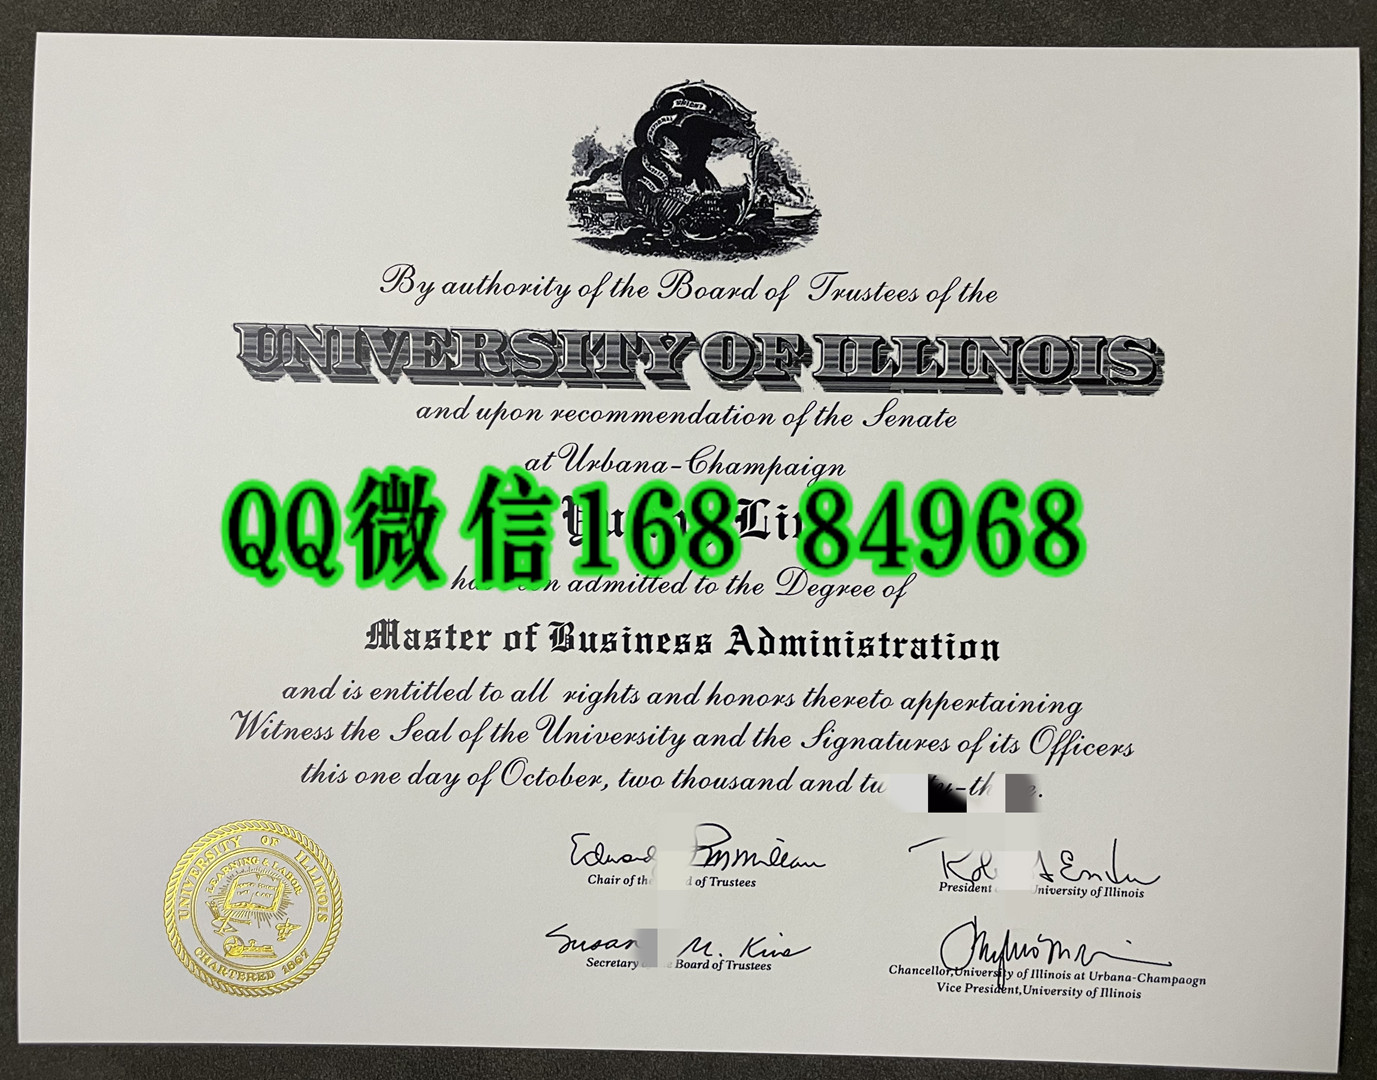 By authority of the Board of Trustees of the
UNIVERSITY OF ILLINOIS
and upon recommendation of the Senate
at Urbana-Champaign
QQ微信168 84968
admitted to the Degree of
Master of Business Administration
and is entitled to all rights and honors thereto appertaining
Witness the Seal of the University and the Signatures of its Officers
this one day of October, two thousand and
Chair of the d of Trustees
President University of Illinois
Susan M. King
Secretary Board of Trustees
Chancellor,University of Illinois at Urbana-Champaogn
Vice President,University of Illinois
UNIVERSITY OF ILLINOIS
LEARNING & LABOR
CHARTERED 1867